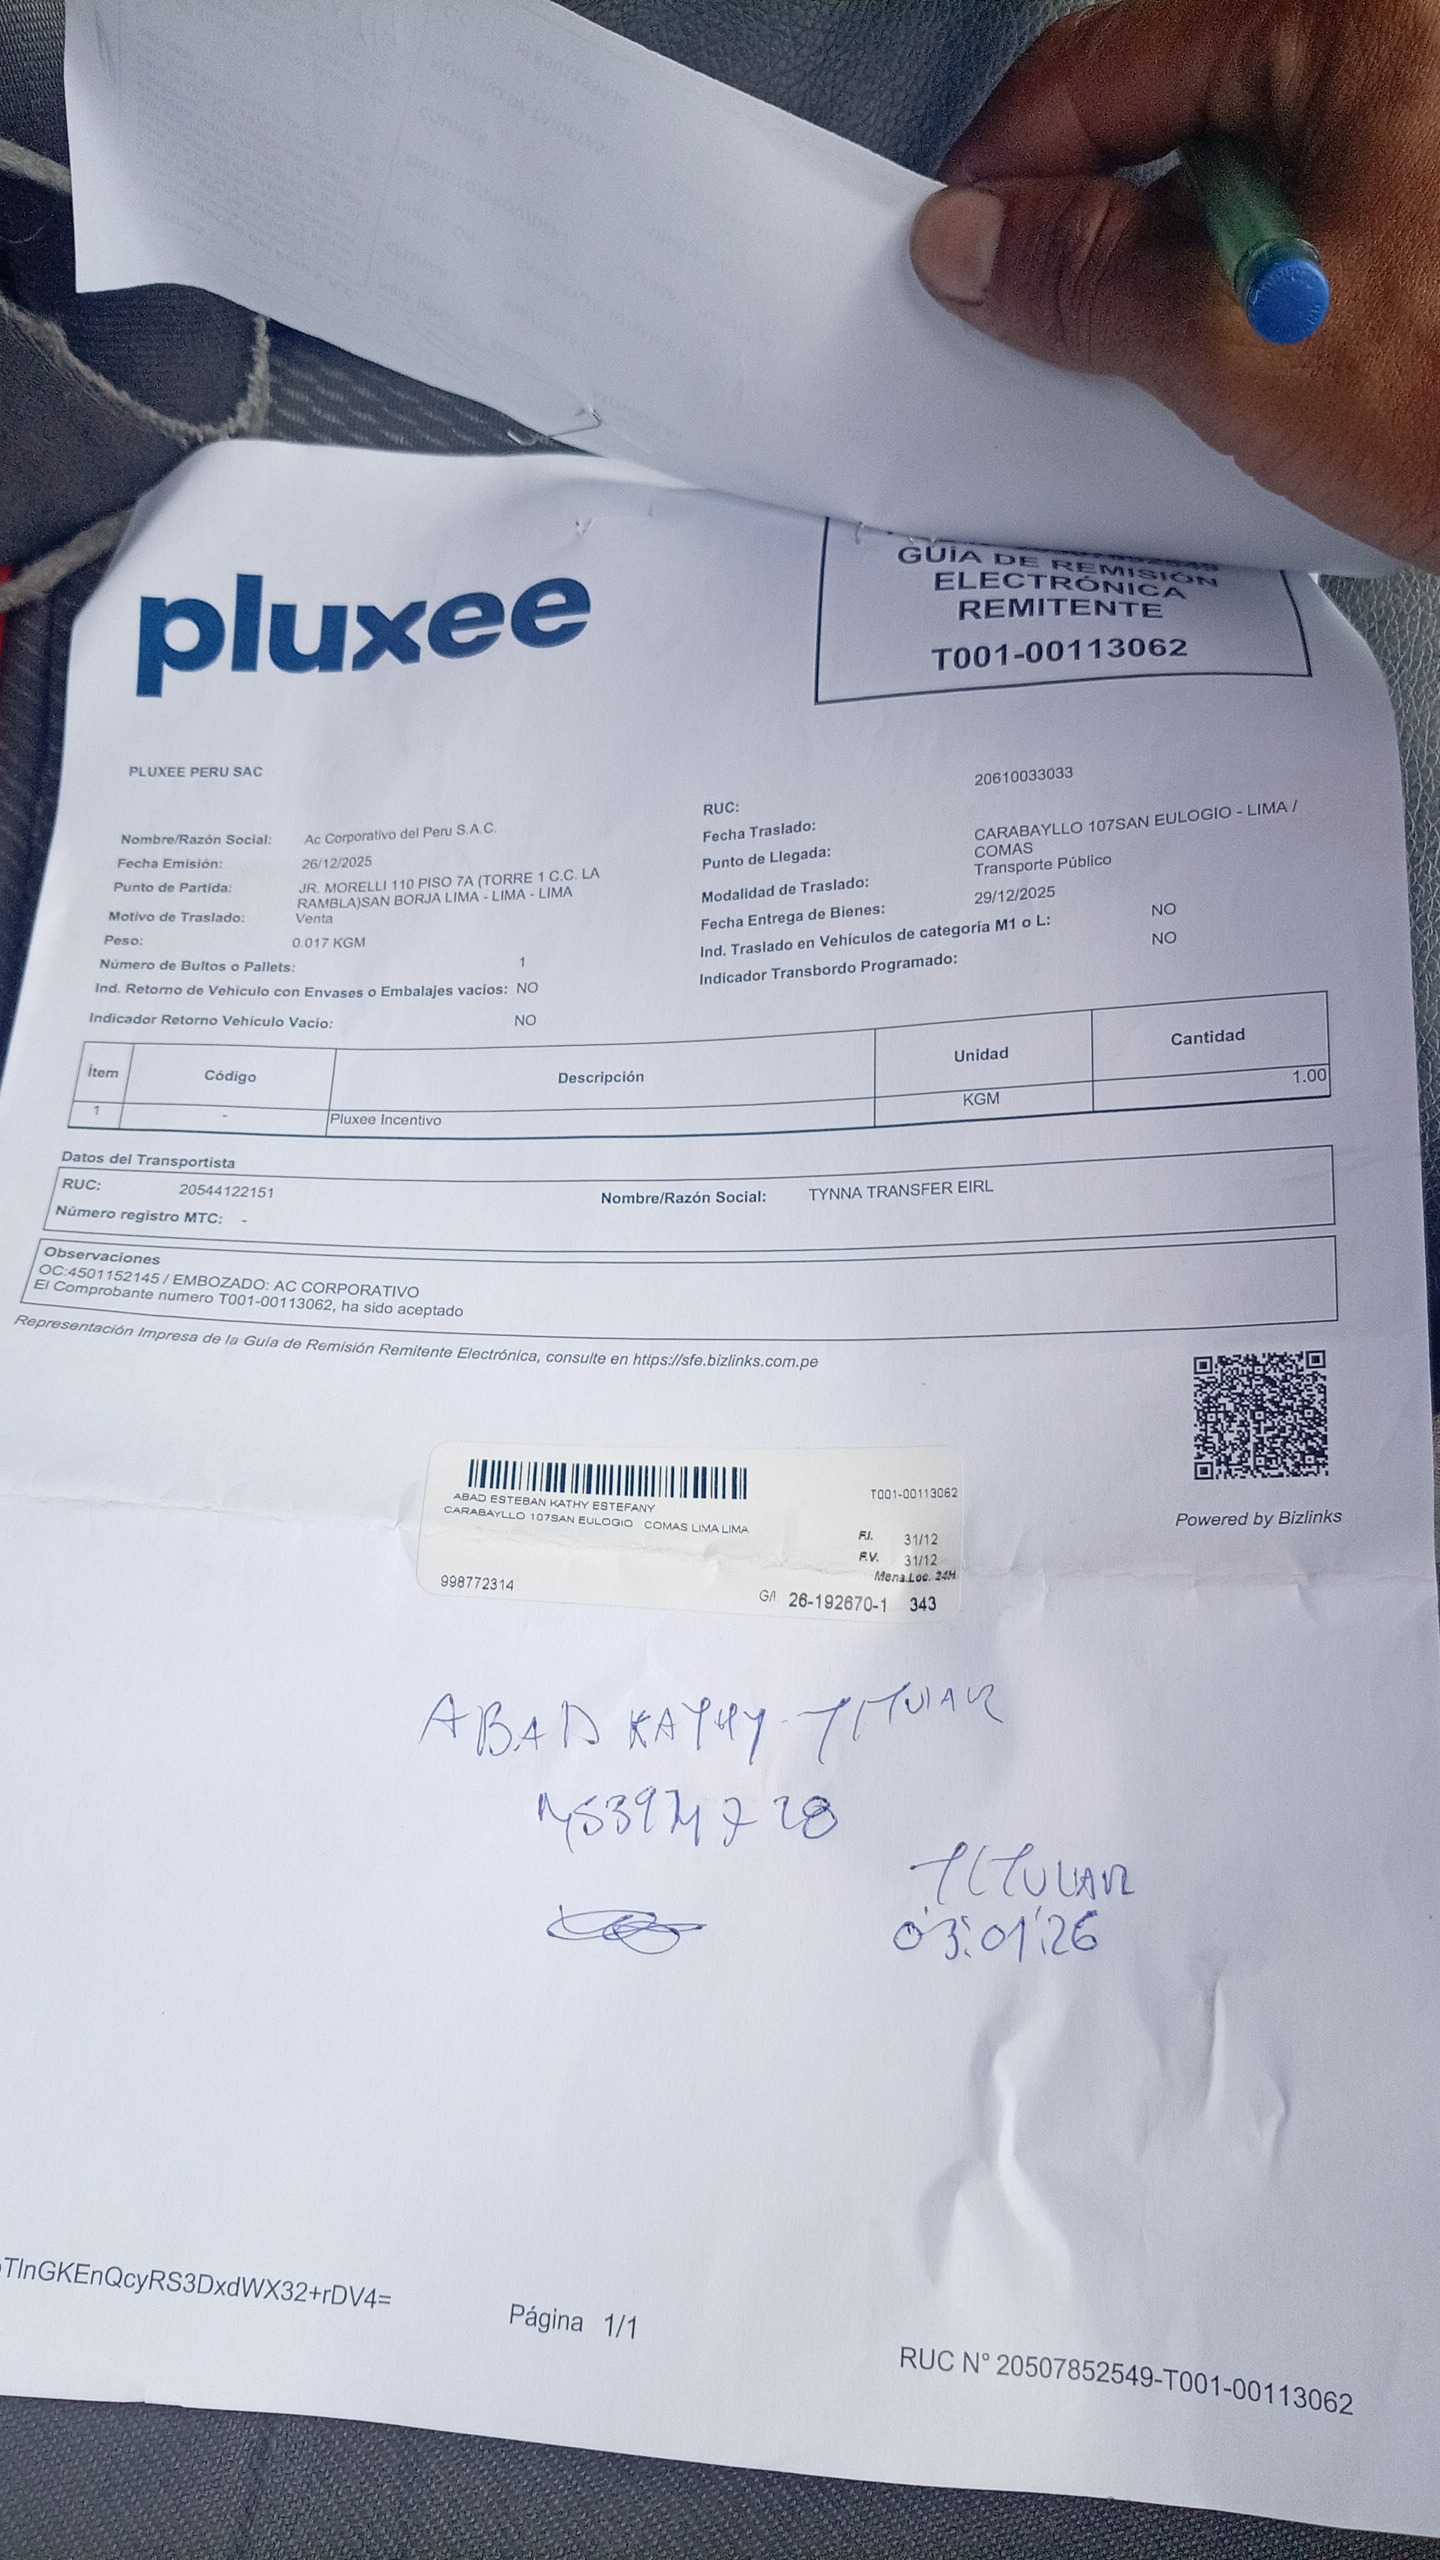 GUÍA DE REMISIÓN
ELECTRÓNICA
REMITENTE
T001-00113062
pluxee
PLUXEE PERU SAC
Nombre/Razón Social: Ac Corporativo del Peru S.A.C.
Fecha Emisión: 26/12/2025
Punto de Partida: JR. MORELLI 110 PISO 7A (TORRE 1 C.C. LA
RAMBLA)SAN BORJA LIMA - LIMA - LIMA
Motivo de Traslado: Venta
Peso: 0.017 KGM
Número de Bultos o Pallets: 1
Ind. Retorno de Vehículo con Envases o Embalajes vacios: NO
Indicador Retorno Vehículo Vacio: NO
RUC: 20610033033
Fecha Traslado:
Punto de Llegada: CARABAYLLO 107SAN EULOGIO - LIMA /
COMAS
Modalidad de Traslado: Transporte Público
Fecha Entrega de Bienes: 29/12/2025
Ind. Traslado en Vehículos de categoría M1 o L: NO
Indicador Transbordo Programado: NO
Ítem Código Descripción Unidad Cantidad
1 - Pluxee Incentivo KGM 1.00
Datos del Transportista
RUC: 20544122151 Nombre/Razón Social: TYNNA TRANSFER EIRL
Número registro MTC: -
Observaciones
OC:4501152145 / EMBOZADO: AC CORPORATIVO
El Comprobante numero T001-00113062, ha sido aceptado
Representación Impresa de la Guía de Remisión Remitente Electrónica, consulte en https://sfe.bizlinks.com.pe
Powered by Bizlinks
ABAD ESTEBAN KATHY ESTEFANY
CARABAYLLO 107SAN EULOGIO COMAS LIMA LIMA
T001-00113062
F.I. 31/12
F.V. 31/12
Mena.Loc. 24H
998772314
G/I 26-192670-1 343
ABAD KATHY TITULAR
TITULAR
03:01:26
TlnGKEnQcyRS3DxdWX32+rDV4=
Página 1/1
RUC N° 20507852549-T001-00113062